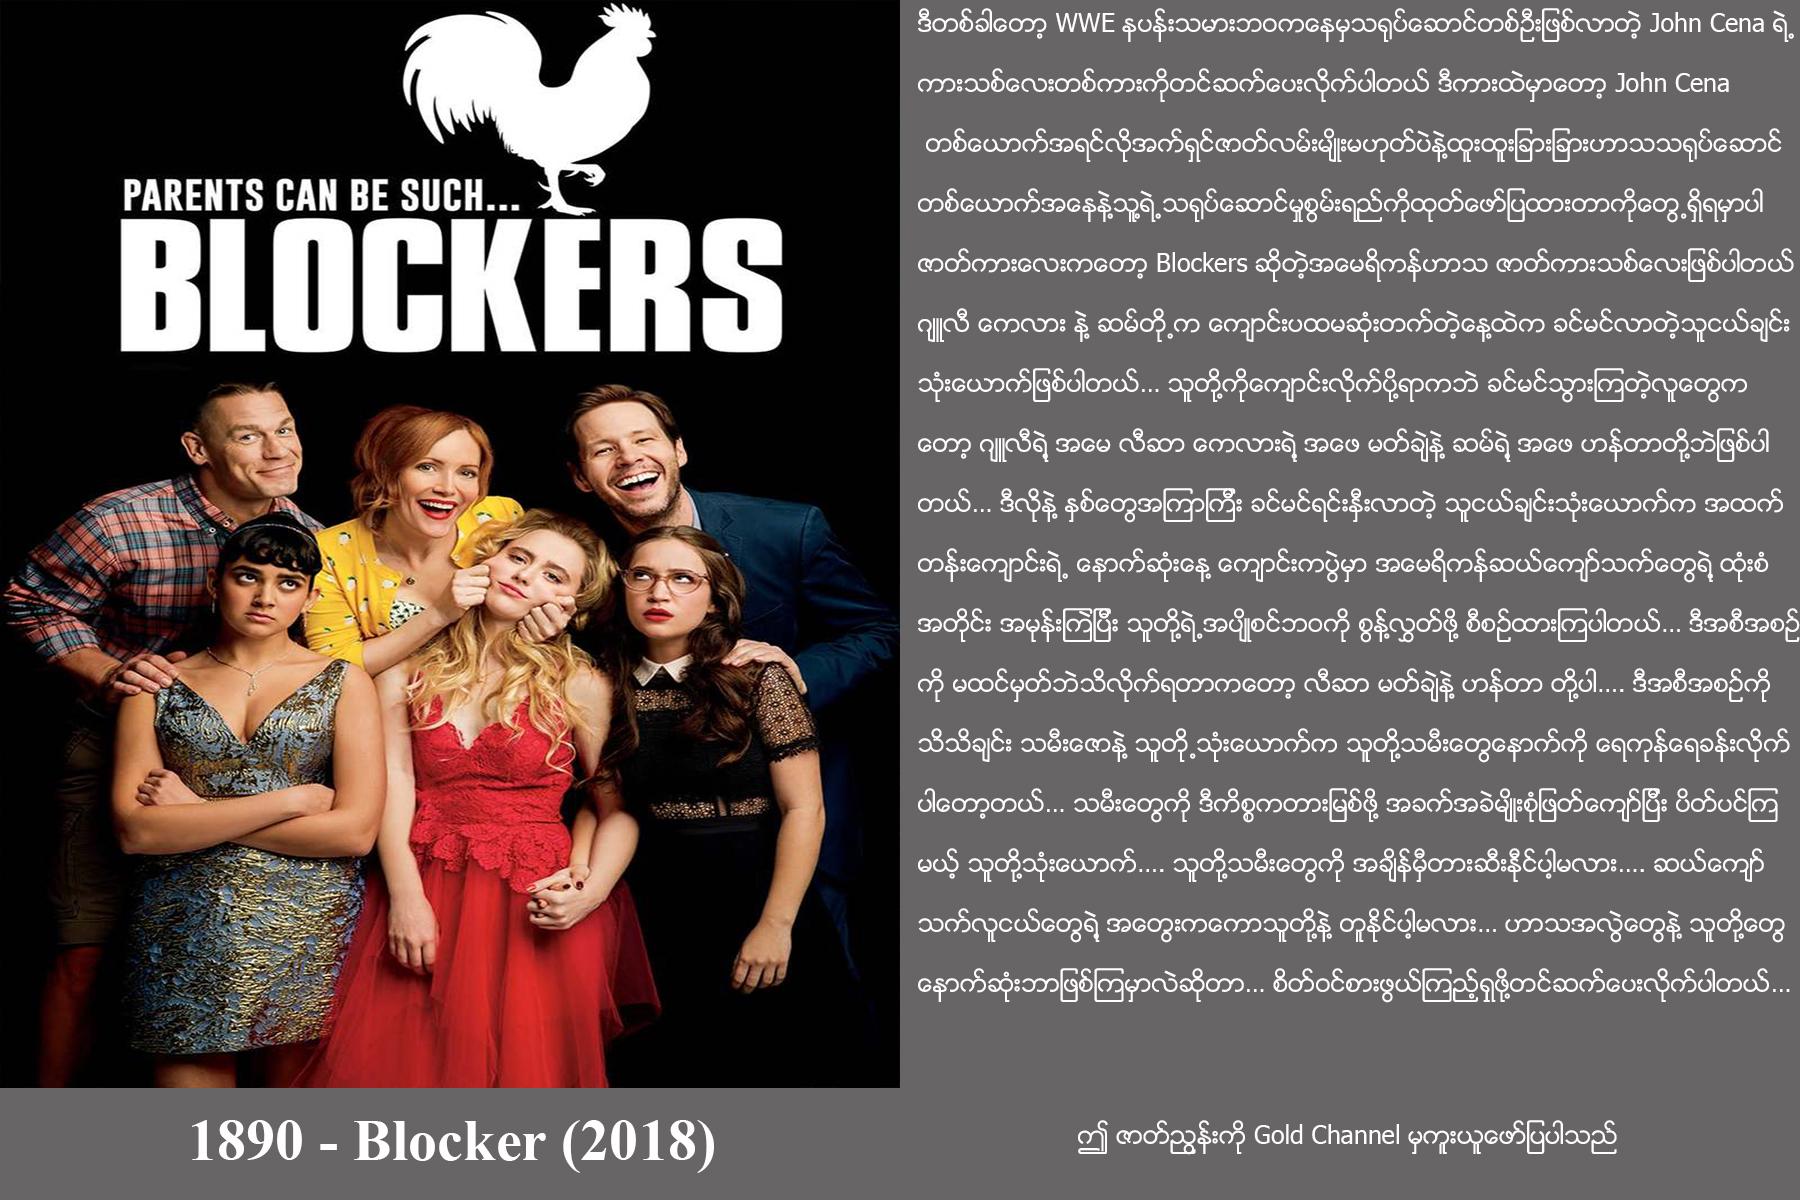 PARENTS CAN BE SUCH...
BLOCKERS
1890 - Blocker (2018)
ဒီတစ်ခါတော့ WWE နပန်းသမားဘဝကနေမှသရုပ်ဆောင်တစ်ဦးဖြစ်လာတဲ့ John Cena ရဲ့
ကားသစ်လေးတစ်ကားကိုတင်ဆက်ပေးလိုက်ပါတယ် ဒီကားထဲမှာတော့ John Cena
တစ်ယောက်အရင်လိုအက်ရှင်ဇာတ်လမ်းမျိုးမဟုတ်ပဲနဲ့ထူးထူးခြားခြားဟာသသရုပ်ဆောင်
တစ်ယောက်အနေနဲ့သူ့ရဲ့သရုပ်ဆောင်မှုစွမ်းရည်ကိုထုတ်ဖော်ပြထားတာကိုတွေ့ရှိရမှာပါ
ဇာတ်ကားလေးကတော့ Blockers ဆိုတဲ့အမေရိကန်ဟာသ ဇာတ်ကားသစ်လေးဖြစ်ပါတယ်
ဂျူလီ ကေလား နဲ့ ဆမ်တို့က ကျောင်းပထမဆုံးတက်တဲ့နေ့ထဲက ခင်မင်လာတဲ့သူငယ်ချင်း
သုံးယောက်ဖြစ်ပါတယ်... သူတို့ကိုကျောင်းလိုက်ပို့ရာကဘဲ ခင်မင်သွားကြတဲ့လူတွေက
တော့ ဂျူလီရဲ့ အမေ လီဆာ ကေလားရဲ့ အဖေ မတ်ချဲနဲ့ ဆမ်ရဲ့ အဖေ ဟန်တာတို့ဘဲဖြစ်ပါ
တယ်... ဒီလိုနဲ့ နှစ်တွေအကြာကြီး ခင်မင်ရင်းနှီးလာတဲ့ သူငယ်ချင်းသုံးယောက်က အထက်
တန်းကျောင်းရဲ့ နောက်ဆုံးနေ့ ကျောင်းကပွဲမှာ အမေရိကန်ဆယ်ကျော်သက်တွေရဲ့ ထုံးစံ
အတိုင်း အမုန်းကြဲပြီး သူတို့ရဲ့အပျိုစင်ဘဝကို စွန့်လွှတ်ဖို့ စီစဉ်ထားကြပါတယ်... ဒီအစီအစဉ်
ကို မထင်မှတ်ဘဲသိလိုက်ရတာကတော့ လီဆာ မတ်ချဲနဲ့ ဟန်တာ တို့ပါ.... ဒီအစီအစဉ်ကို
သိသိချင်း သမီးဇောနဲ့ သူတို့သုံးယောက်က သူတို့သမီးတွေနောက်ကို ရေကုန်ရေခန်းလိုက်
ပါတော့တယ်... သမီးတွေကို ဒီကိစ္စကတားမြစ်ဖို့ အခက်အခဲမျိုးစုံဖြတ်ကျော်ပြီး ပိတ်ပင်ကြ
မယ့် သူတို့သုံးယောက်.... သူတို့သမီးတွေကို အချိန်မှီတားဆီးနိုင်ပါ့မလား.... ဆယ်ကျော်
သက်လူငယ်တွေရဲ့ အတွေးကကောသူတို့နဲ့ တူနိုင်ပါ့မလား... ဟာသအလွဲတွေနဲ့ သူတို့တွေ
နောက်ဆုံးဘာဖြစ်ကြမှာလဲဆိုတာ... စိတ်ဝင်စားဖွယ်ကြည့်ရှုဖို့တင်ဆက်ပေးလိုက်ပါတယ်...
ဤ ဇာတ်ညွှန်းကို Gold Channel မှကူးယူဖော်ပြပါသည်